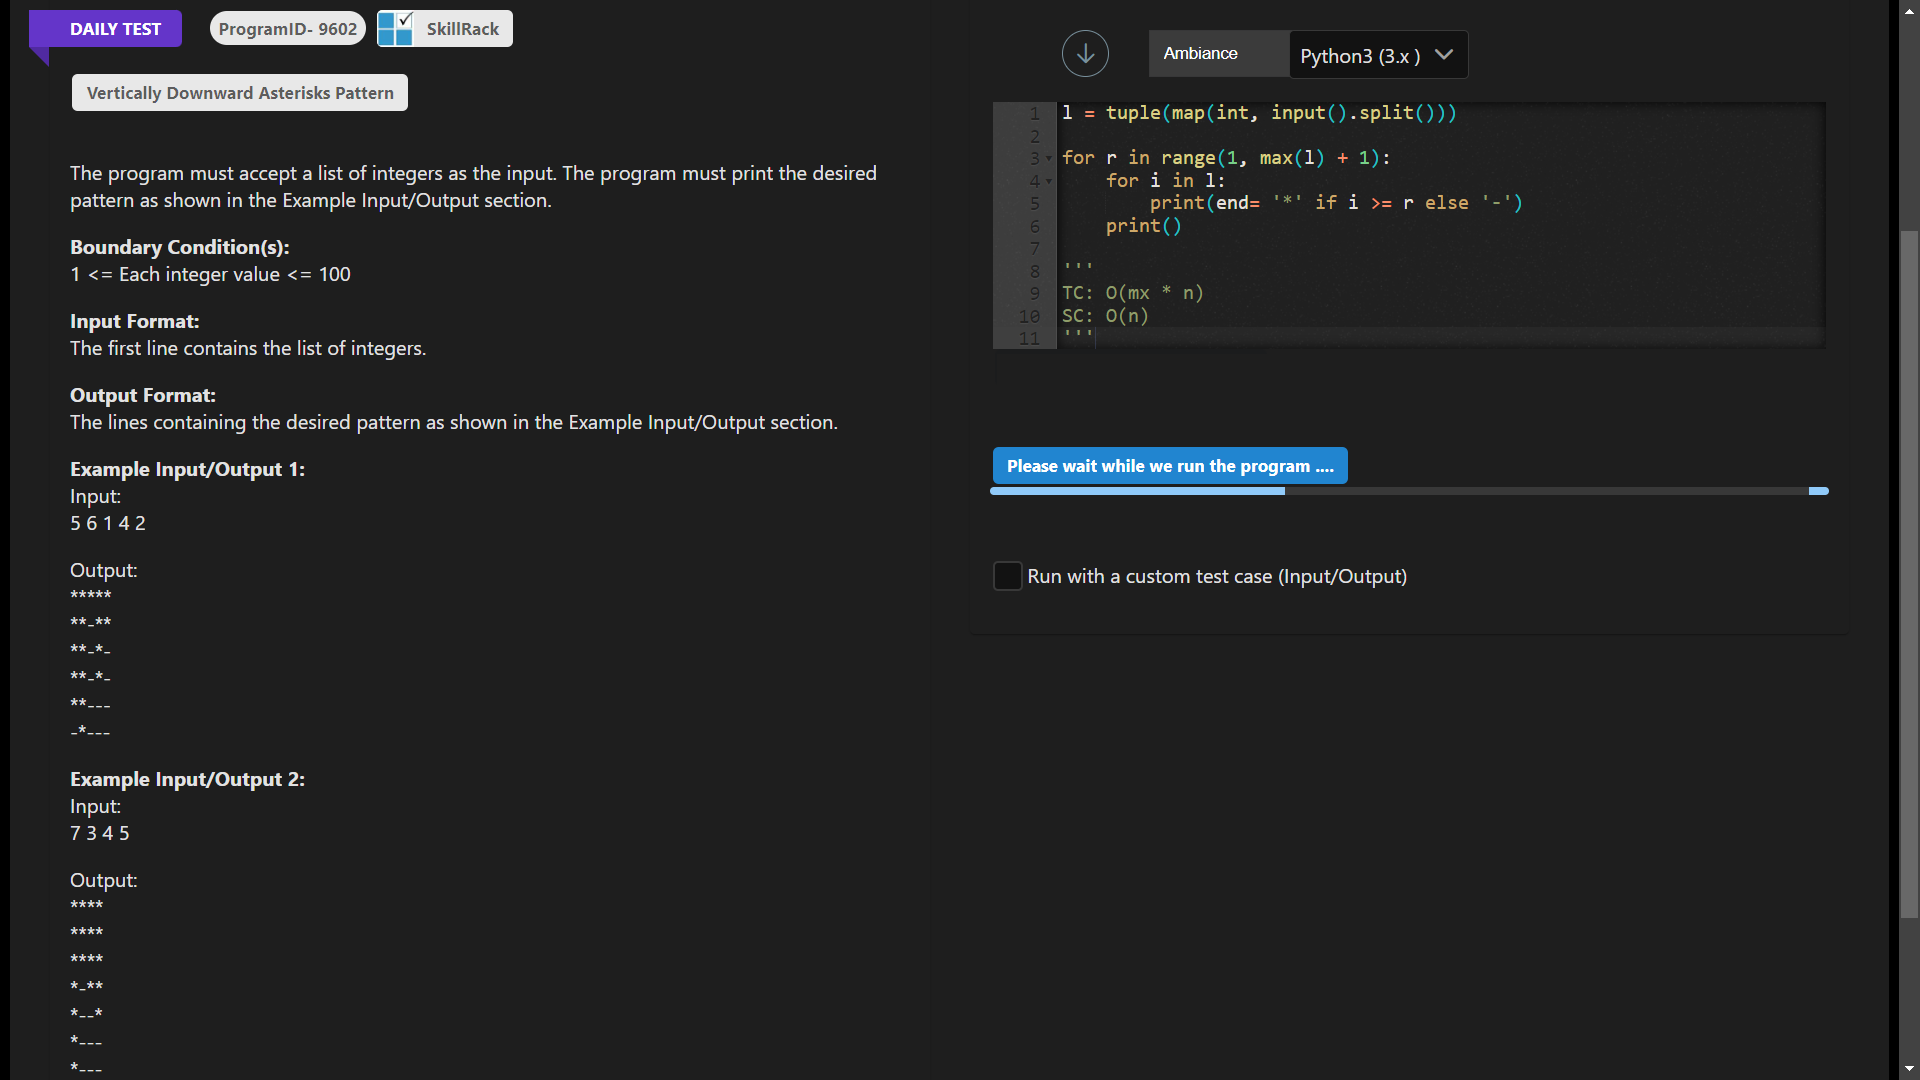 DAILY TEST
ProgramID- 9602
SkillRack
Vertically Downward Asterisks Pattern
The program must accept a list of integers as the input. The program must print the desired
pattern as shown in the Example Input/Output section.
Boundary Condition(s):
1 <= Each integer value <= 100
Input Format:
The first line contains the list of integers.
Output Format:
The lines containing the desired pattern as shown in the Example Input/Output section.
Example Input/Output 1:
Input:
5 6 1 4 2
Output:
*****
**-**
**-*-
**-*-
**---
-*---
Example Input/Output 2:
Input:
7 3 4 5
Output:
****
****
****
*-**
*--*
*---
*---
Ambiance
Python3 (3.x )
1 l = tuple(map(int, input().split()))
2
3 for r in range(1, max(l) + 1):
4     for i in l:
5         print(end= '*' if i >= r else '-')
6     print()
7
8 '''
9 TC: O(mx * n)
10 SC: O(n)
11 '''
Please wait while we run the program ....
Run with a custom test case (Input/Output)